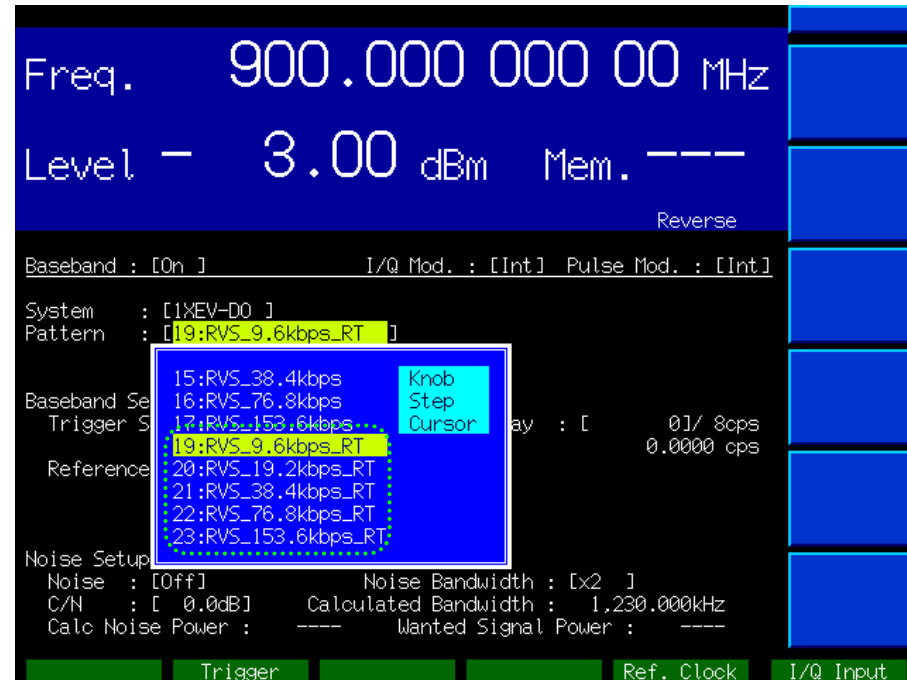 Freq. 900.000 000 00 MHz
Level - 3.00 dBm Mem. ---
Reverse
Baseband : [On ] I/Q Mod. : [Int] Pulse Mod. : [Int]
System : [1XEV-DO ]
Pattern : [19:RVS_9.6kbps_RT ]
15:RVS_38.4kbps Knob
Baseband Se 16:RVS_76.8kbps Step
Trigger S 17:RVS_153.6kbps Cursor ay : [ 0]/ 8cps
19:RVS_9.6kbps_RT 0.0000 cps
Reference 20:RVS_19.2kbps_RT
21:RVS_38.4kbps_RT
22:RVS_76.8kbps_RT
23:RVS_153.6kbps_RT
Noise Setup
Noise : [Off] Noise Bandwidth : [x2 ]
C/N : [ 0.0dB] Calculated Bandwidth : 1,230.000kHz
Calc Noise Power : ---- Wanted Signal Power : ----
Trigger Ref. Clock I/Q Input